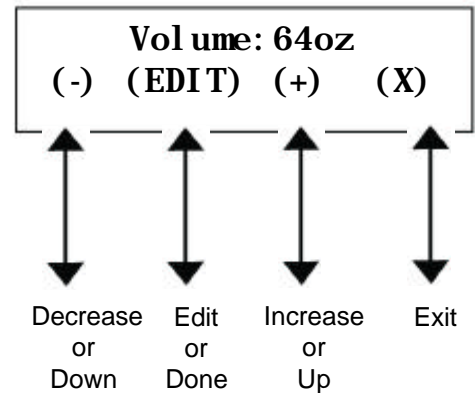 Volume: 64oz
(-) (EDIT) (+) (X)
Decrease Edit Increase Exit
or or or
Down Done Up